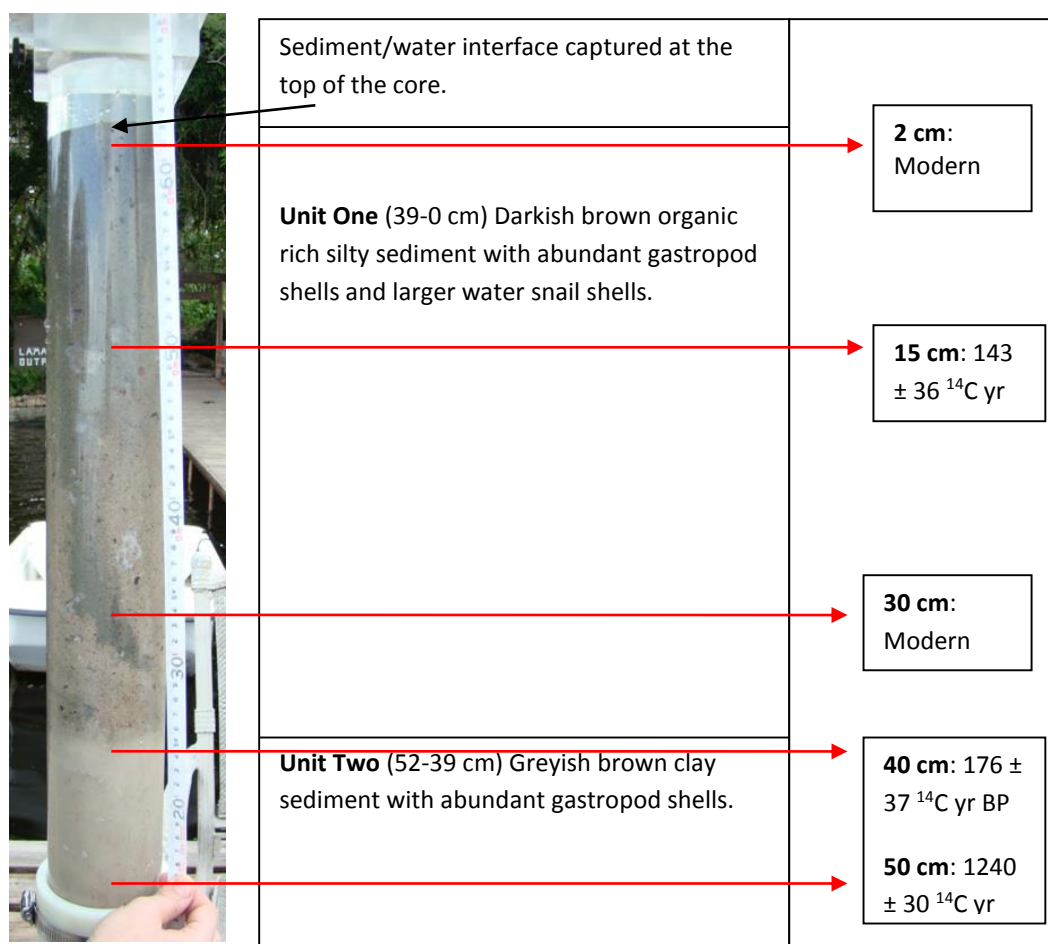 Sediment/water interface captured at the
top of the core.
2 cm:
Modern
Unit One (39-0 cm) Darkish brown organic
rich silty sediment with abundant gastropod
shells and larger water snail shells.
15 cm: 143
± 36 ¹⁴C yr
30 cm:
Modern
Unit Two (52-39 cm) Greyish brown clay
sediment with abundant gastropod shells.
40 cm: 176 ±
37 ¹⁴C yr BP
50 cm: 1240
± 30 ¹⁴C yr
LAMA
OUTP
60
50
40
30
20